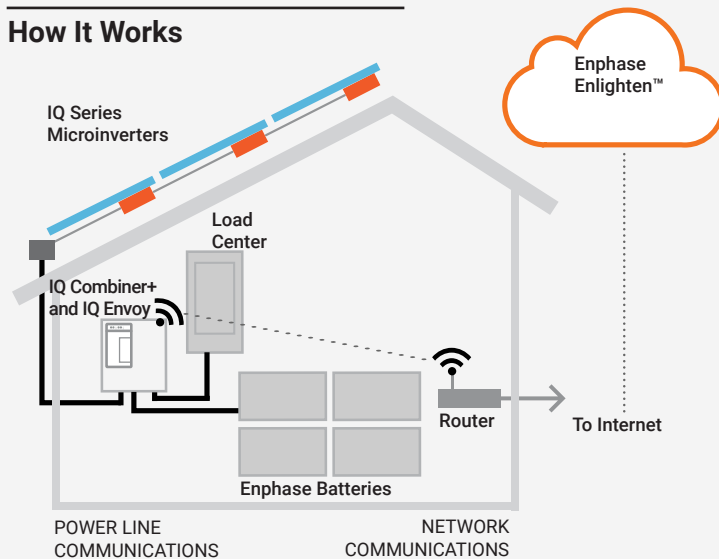 How It Works
Enphase
Enlighten™
IQ Series
Microinverters
Load
Center
IQ Combiner+
and IQ Envoy
Router
To Internet
Enphase Batteries
POWER LINE
COMMUNICATIONS
NETWORK
COMMUNICATIONS